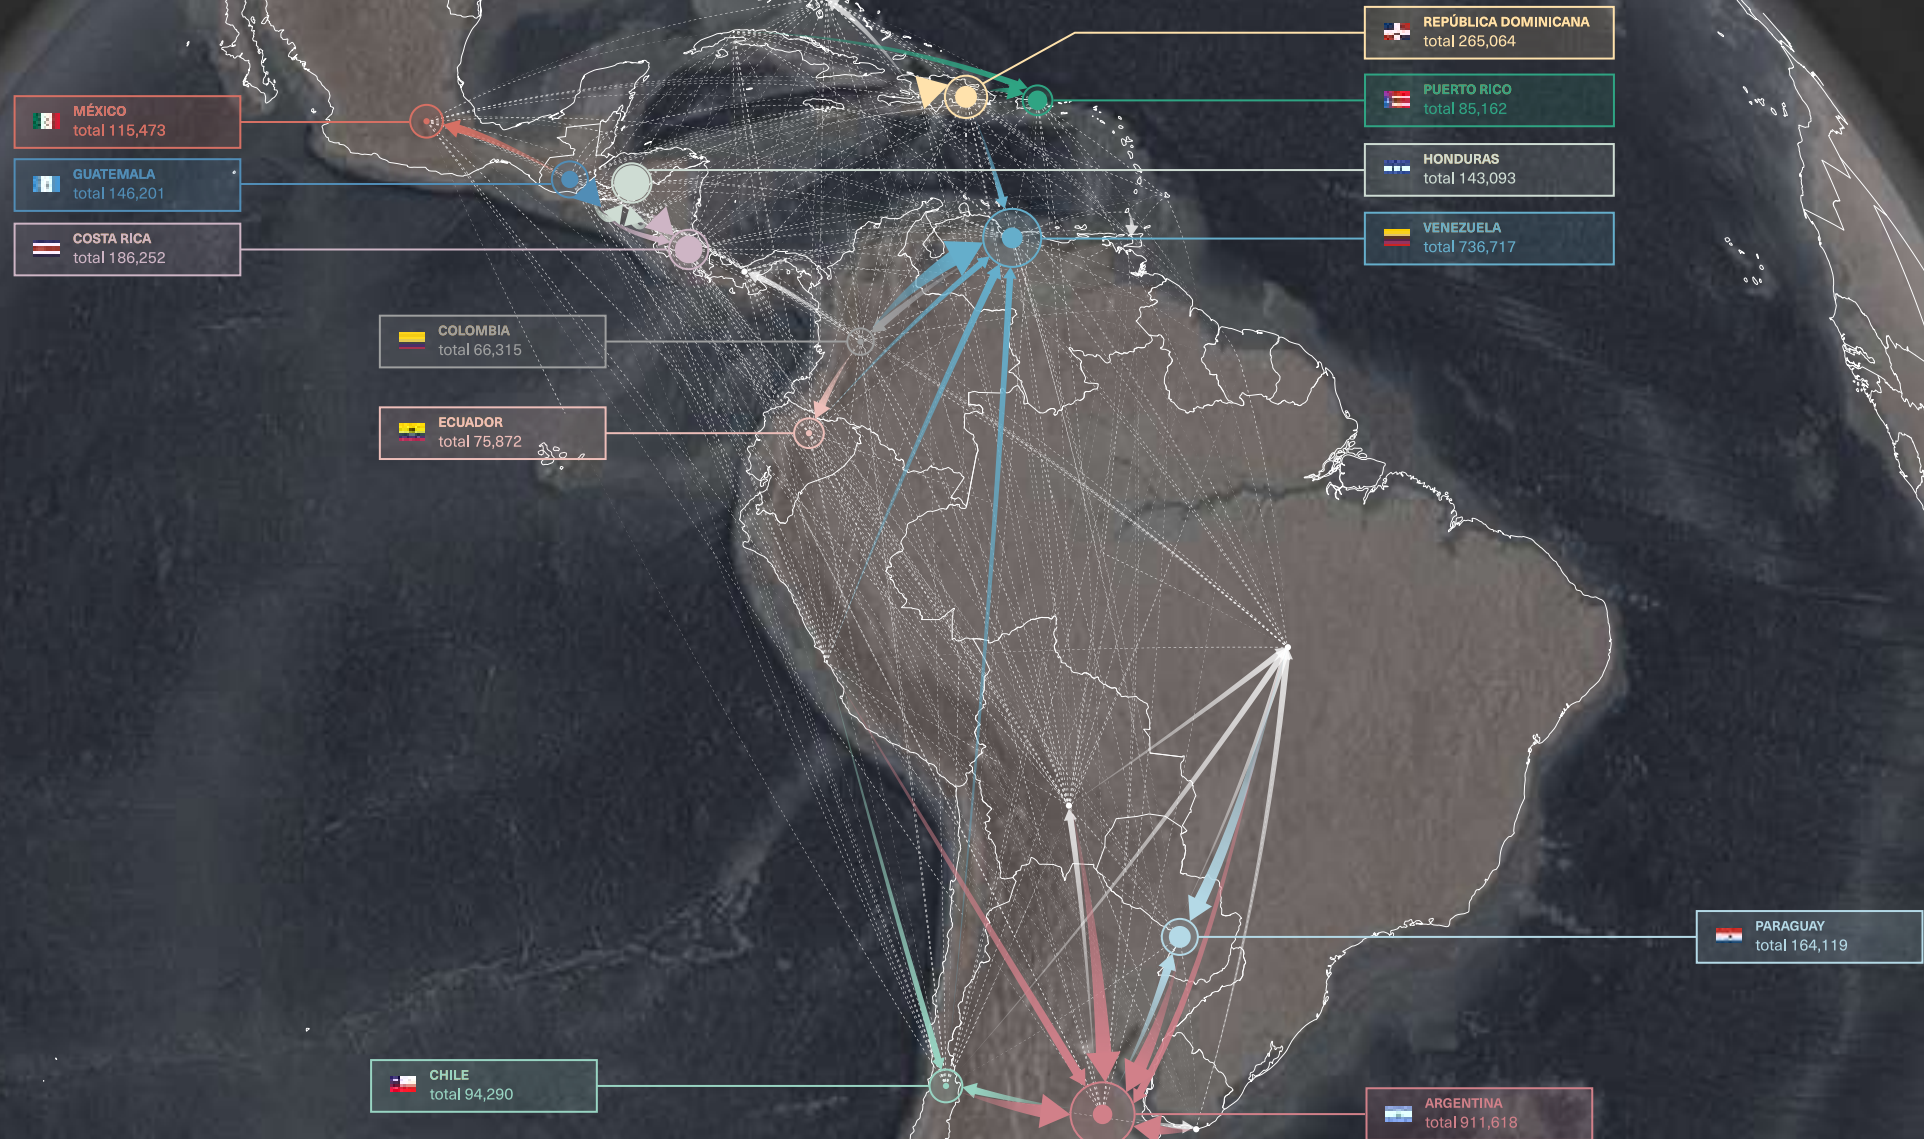 REPÚBLICA DOMINICANA
total 265,064
PUERTO RICO
total 85,162
MÉXICO
total 115,473
HONDURAS
total 143,093
GUATEMALA
total 146,201
VENEZUELA
total 736,717
COSTA RICA
total 186,252
COLOMBIA
total 66,315
ECUADOR
total 75,872
PARAGUAY
total 164,119
CHILE
total 94,290
ARGENTINA
total 911,618